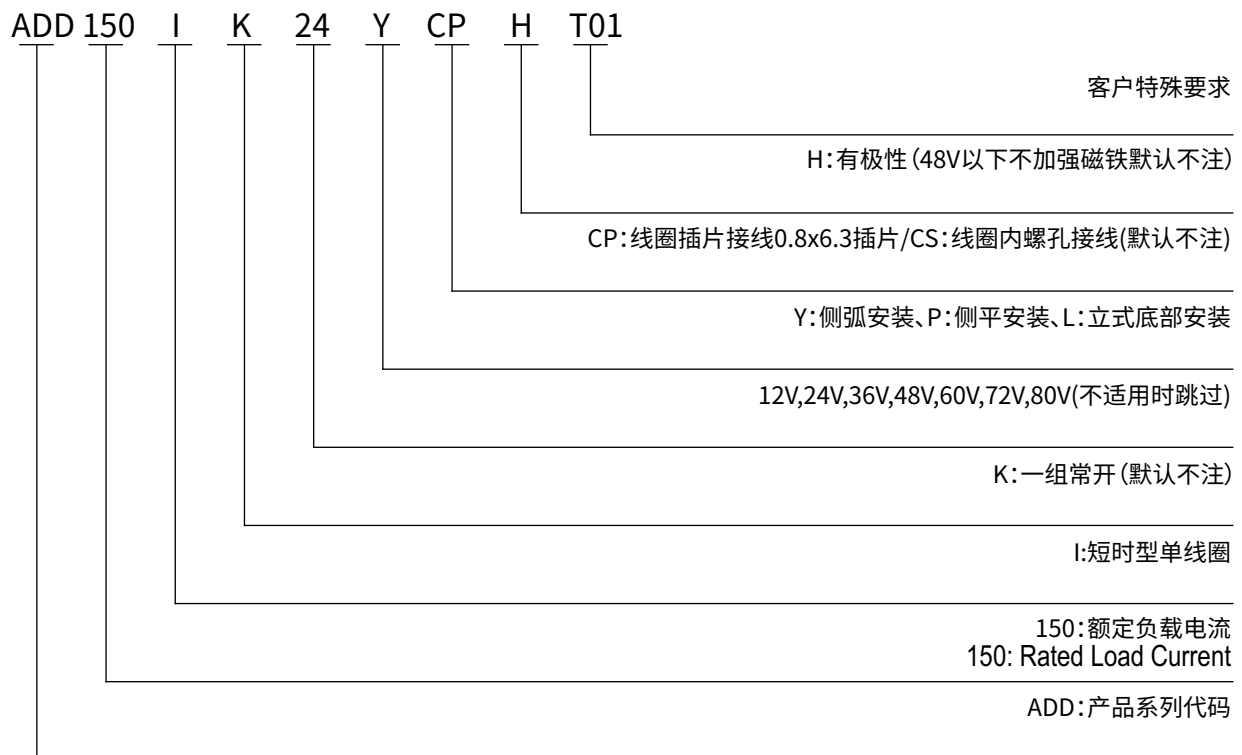 ADD 150 I K 24 Y CP H T01
客户特殊要求
H：有极性（48V以下不加强磁铁默认不注）
CP：线圈插片接线0.8x6.3插片/CS：线圈内螺孔接线(默认不注)
Y：侧弧安装、P：侧平安装、L：立式底部安装
12V,24V,36V,48V,60V,72V,80V(不适用时跳过)
K：一组常开（默认不注）
I:短时型单线圈
150：额定负载电流
150: Rated Load Current
ADD：产品系列代码